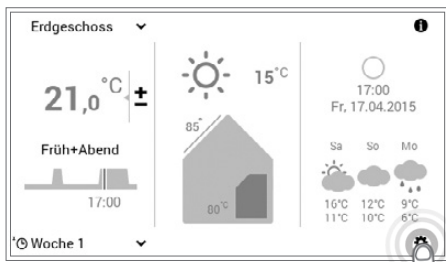 Erdgeschoss
21,0 °C ±
Früh+Abend
17:00
Woche 1
15°C
85°
80°C
17:00
Fr, 17.04.2015
Sa So Mo
16°C 12°C 9°C
11°C 10°C 6°C